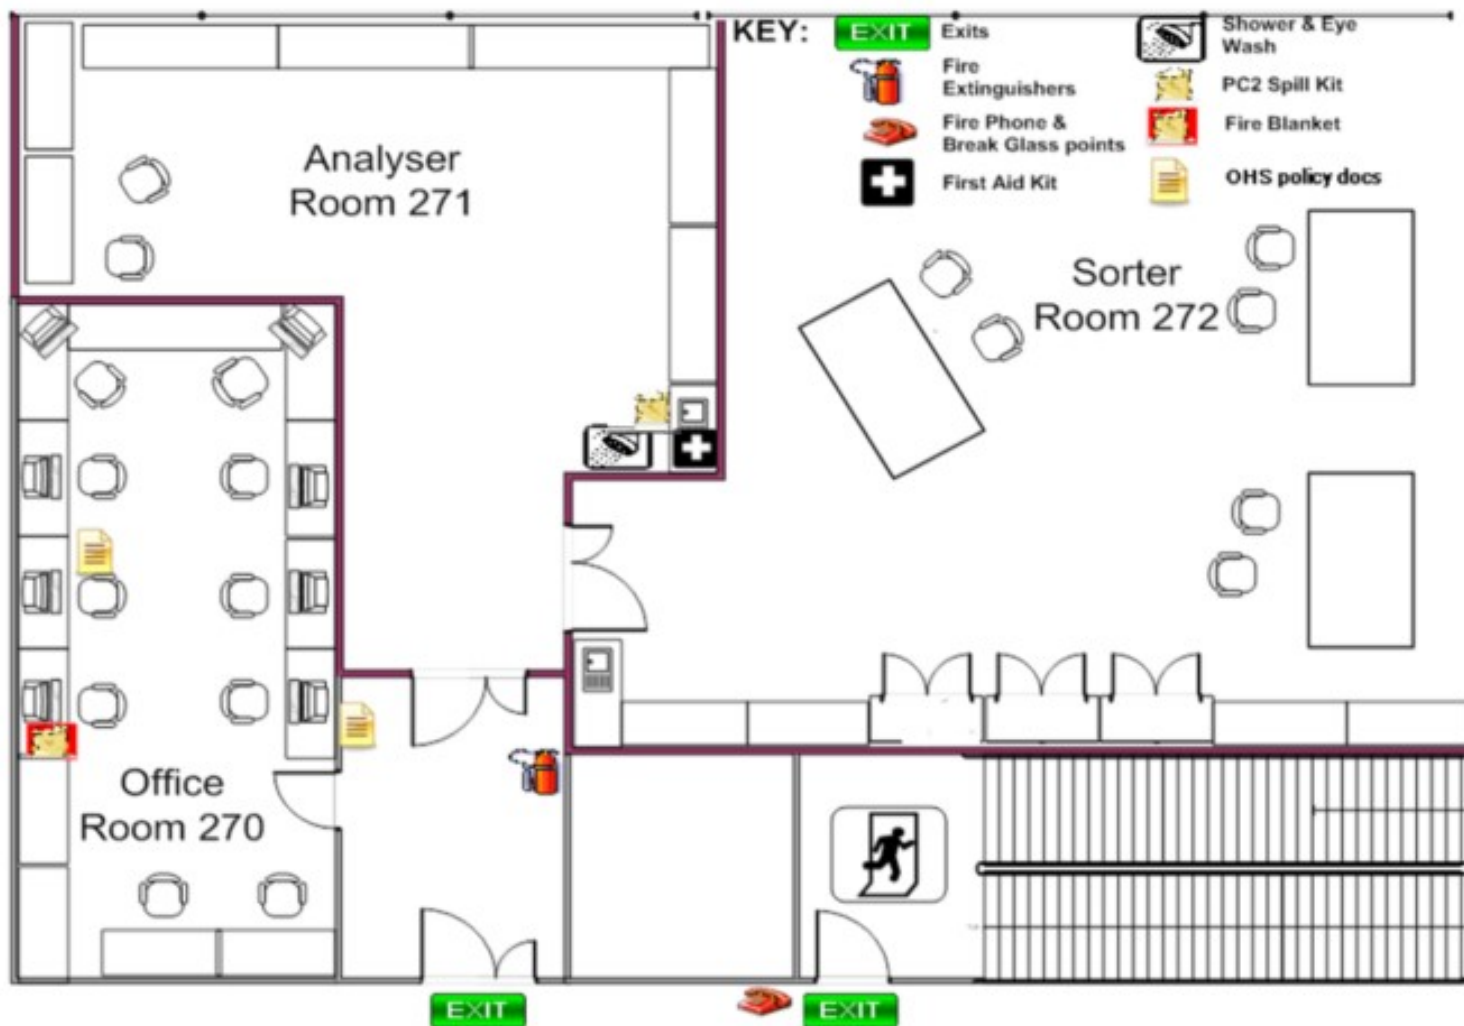 KEY:
EXIT
Exits
Shower & Eye
Wash
Fire
Extinguishers
PC2 Spill Kit
Fire Phone &
Break Glass points
Fire Blanket
First Aid Kit
OHS policy docs
Analyser
Room 271
Sorter
Room 272
Office
Room 270
EXIT
EXIT